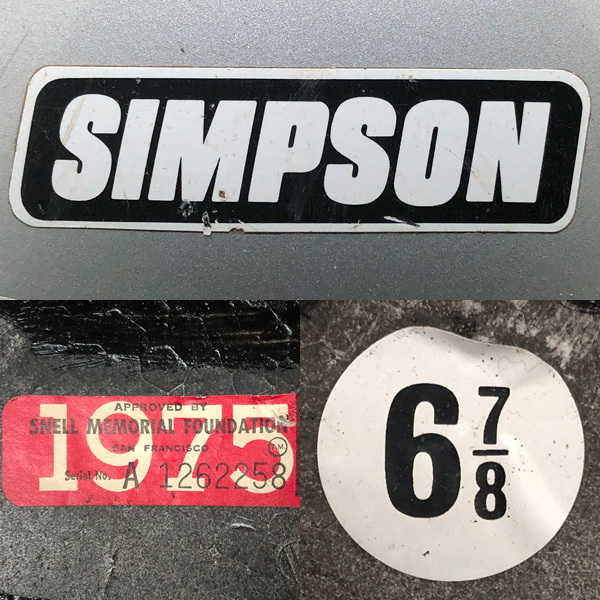 SIMPSON
1975
APPROVED BY
SNELL MEMORIAL FOUNDATION
SAN FRANCISCO
T.M.
Serial No. A 1262258
6 7/8